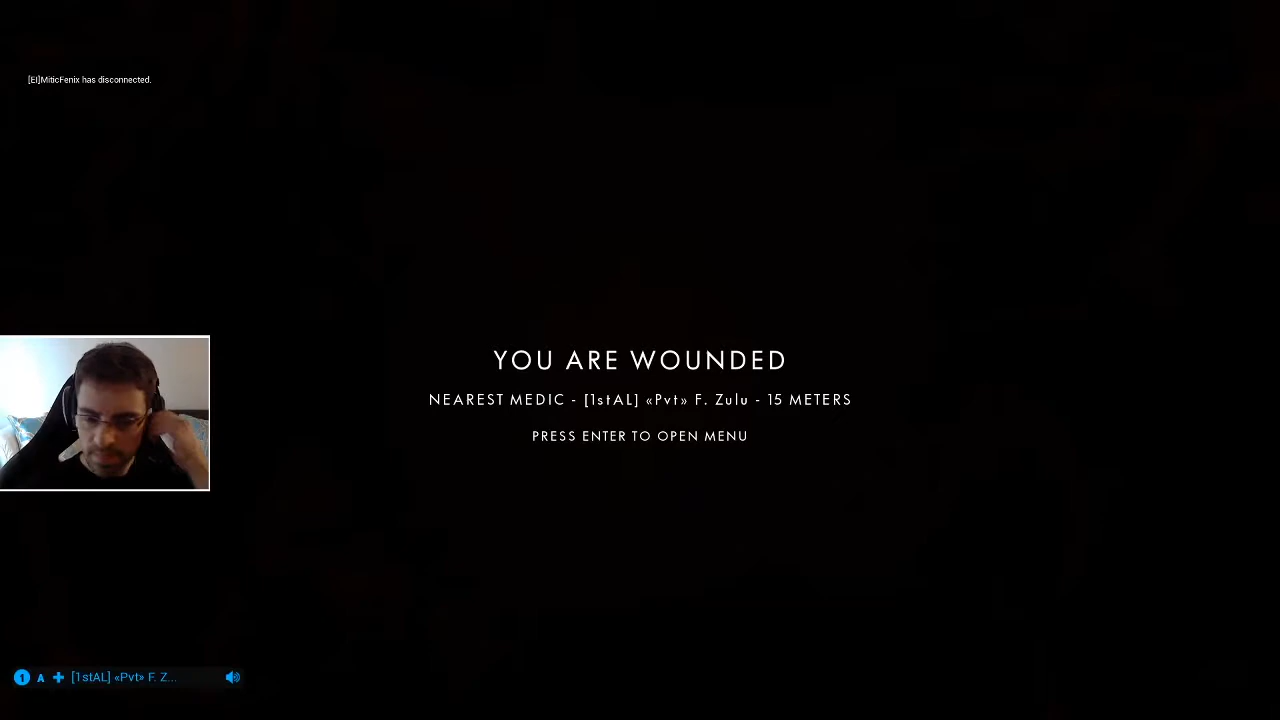 [EI]MiticFenix has disconnected.
YOU ARE WOUNDED
NEAREST MEDIC - [1stAL] «Pvt» F. Zulu - 15 METERS
PRESS ENTER TO OPEN MENU
1 A [1stAL] «Pvt» F. Z...